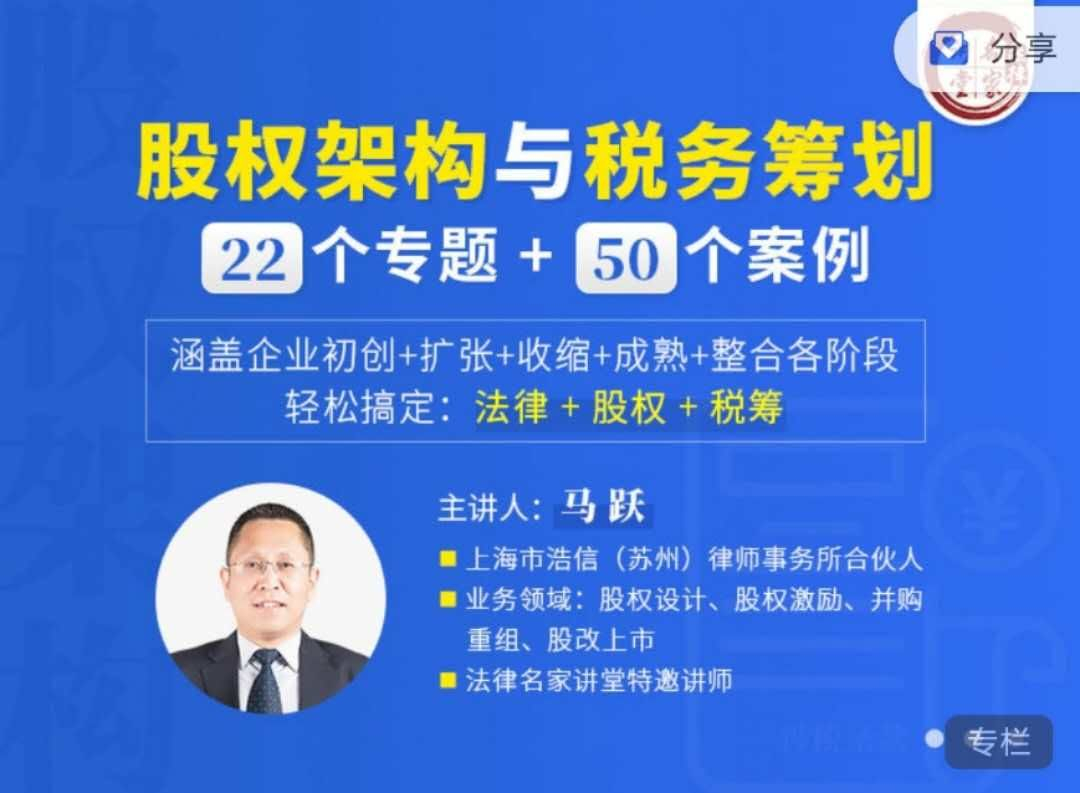 分享
股权架构与税务筹划
22个专题 + 50个案例
涵盖企业初创+扩张+收缩+成熟+整合各阶段
轻松搞定：法律 + 股权 + 税筹
主讲人：马跃
上海市浩信（苏州）律师事务所合伙人
业务领域：股权设计、股权激励、并购
重组、股改上市
法律名家讲堂特邀讲师
专栏
股权架构
¥